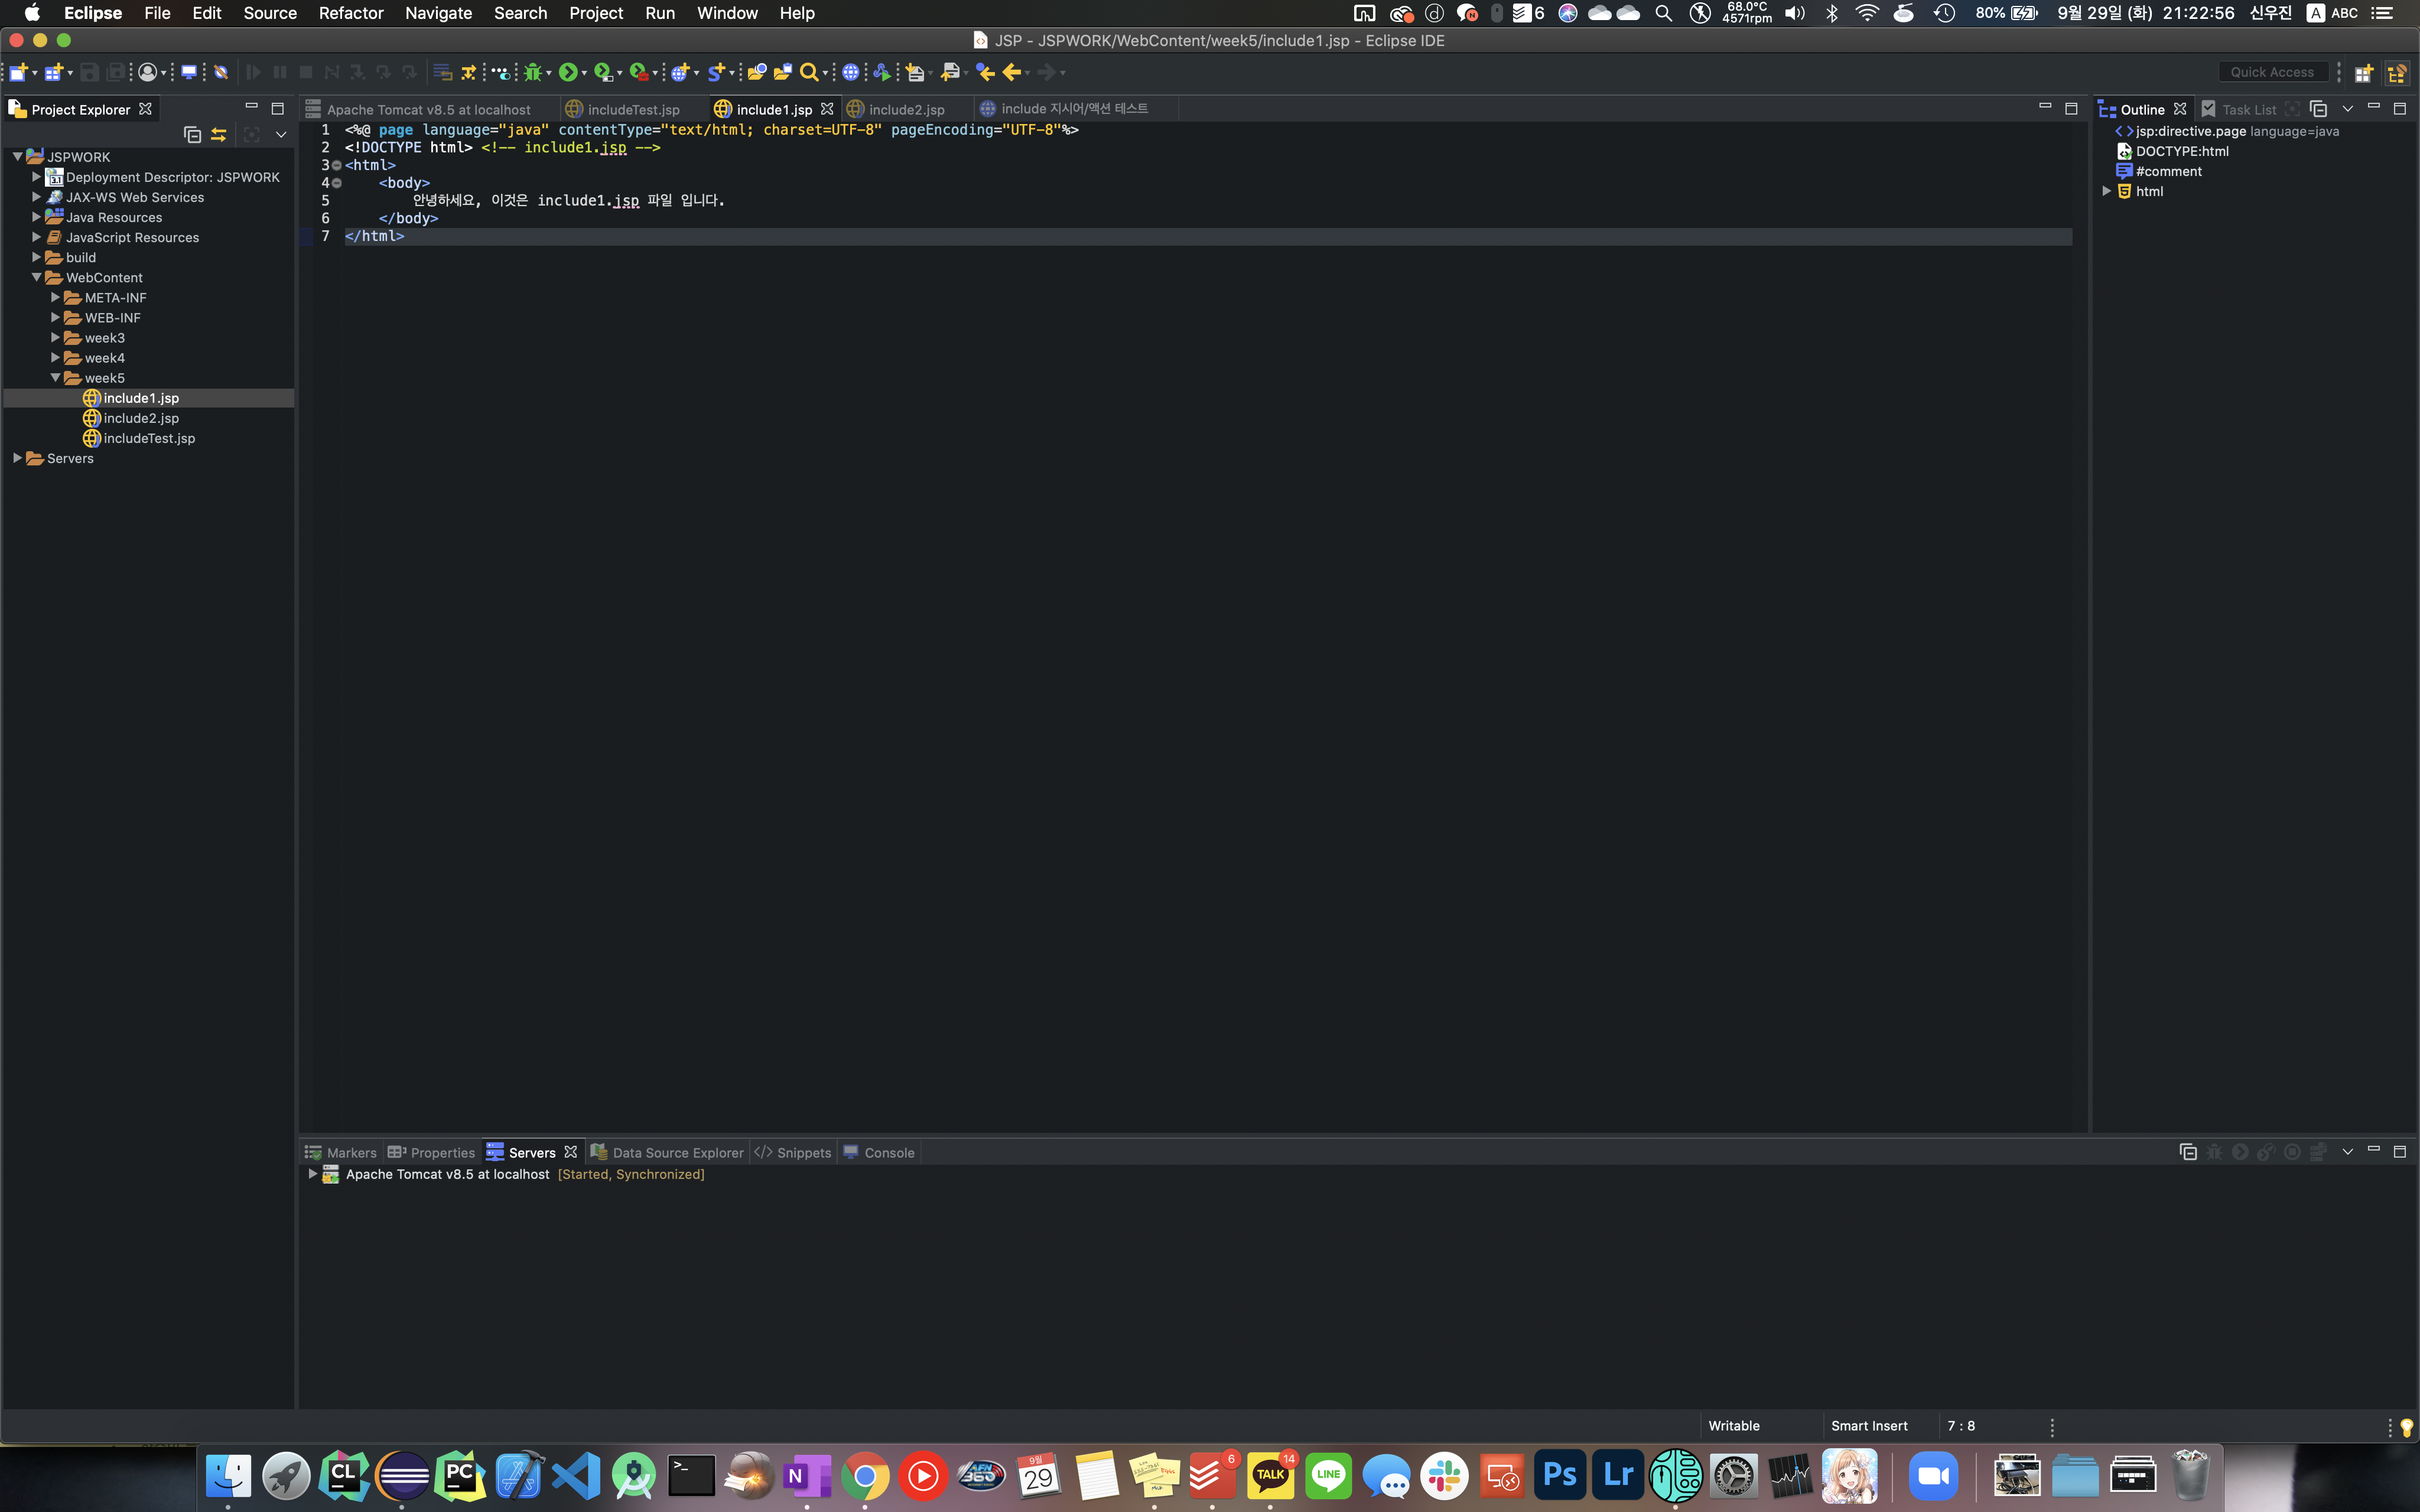 Eclipse File Edit Source Refactor Navigate Search Project Run Window Help
6 68.0°C 4571rpm 80% 9월 29일 (화) 21:22:56 신우진 A ABC
JSP - JSPWORK/WebContent/week5/include1.jsp - Eclipse IDE
Quick Access
Project Explorer
JSPWORK
Deployment Descriptor: JSPWORK
JAX-WS Web Services
Java Resources
JavaScript Resources
build
WebContent
META-INF
WEB-INF
week3
week4
week5
include1.jsp
include2.jsp
includeTest.jsp
Servers
Apache Tomcat v8.5 at localhost includeTest.jsp include1.jsp include2.jsp include 지시어/액션 테스트
1 <%@ page language="java" contentType="text/html; charset=UTF-8" pageEncoding="UTF-8"%>
2 <!DOCTYPE html> <!-- include1.jsp -->
3 <html>
4 <body>
5 안녕하세요, 이것은 include1.jsp 파일 입니다.
6 </body>
7 </html>
Outline Task List
jsp:directive.page language=java
DOCTYPE:html
#comment
html
Markers Properties Servers Data Source Explorer Snippets Console
Apache Tomcat v8.5 at localhost [Started, Synchronized]
Writable Smart Insert 7 : 8
CL PC N AFN 360 9월 29 6 TALK 14 LINE Ps Lr